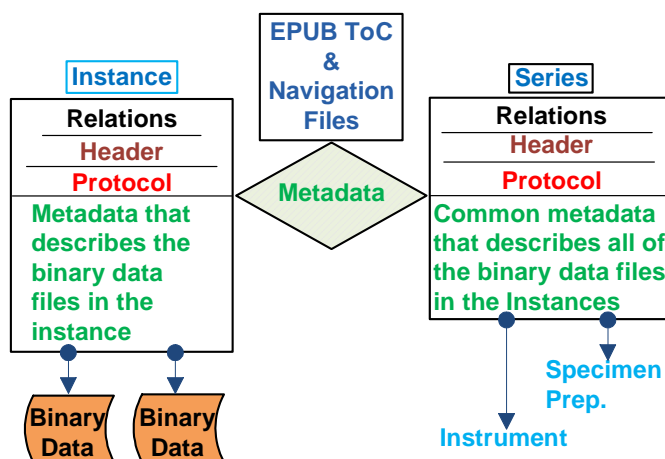 EPUB ToC
&
Navigation
Files
Instance
Relations
Header
Protocol
Metadata that
describes the
binary data
files in the
instance
Binary
Data
Binary
Data
Metadata
Series
Relations
Header
Protocol
Common metadata
that describes all of
the binary data files
in the Instances
Specimen
Prep.
Instrument